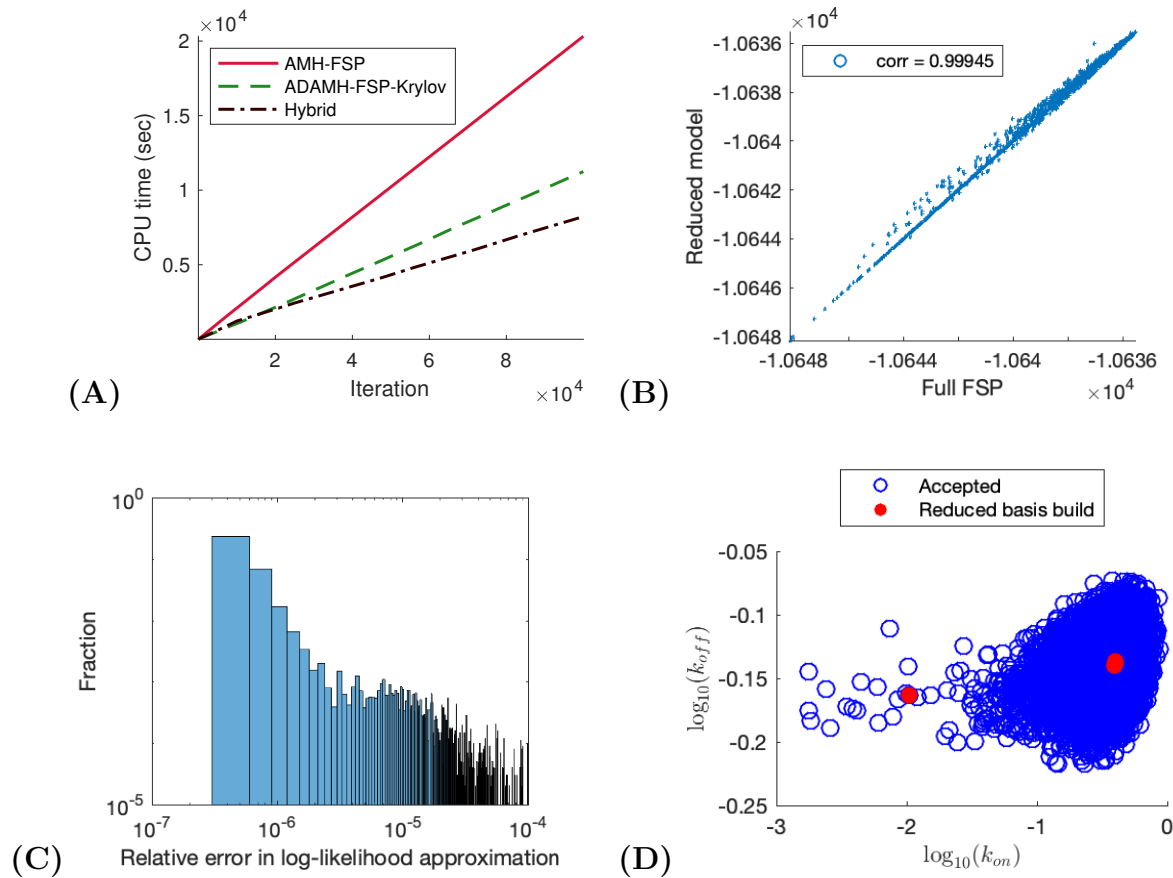 ×10⁴
2
1.5
1
0.5
CPU time (sec)
AMH-FSP
ADAMH-FSP-Krylov
Hybrid
2 4 6 8
Iteration
×10⁴
(A)
×10⁴
-1.0636
-1.0638
-1.064
-1.0642
-1.0644
-1.0646
-1.0648
Reduced model
corr = 0.99945
-1.0648 -1.0644 -1.064 -1.0636
Full FSP
×10⁴
(B)
10⁰
10⁻⁵
Fraction
10⁻⁷ 10⁻⁶ 10⁻⁵ 10⁻⁴
Relative error in log-likelihood approximation
(C)
Accepted
Reduced basis build
-0.05
-0.1
-0.15
-0.2
-0.25
log₁₀(k_off)
-3 -2 -1 0
log₁₀(k_on)
(D)